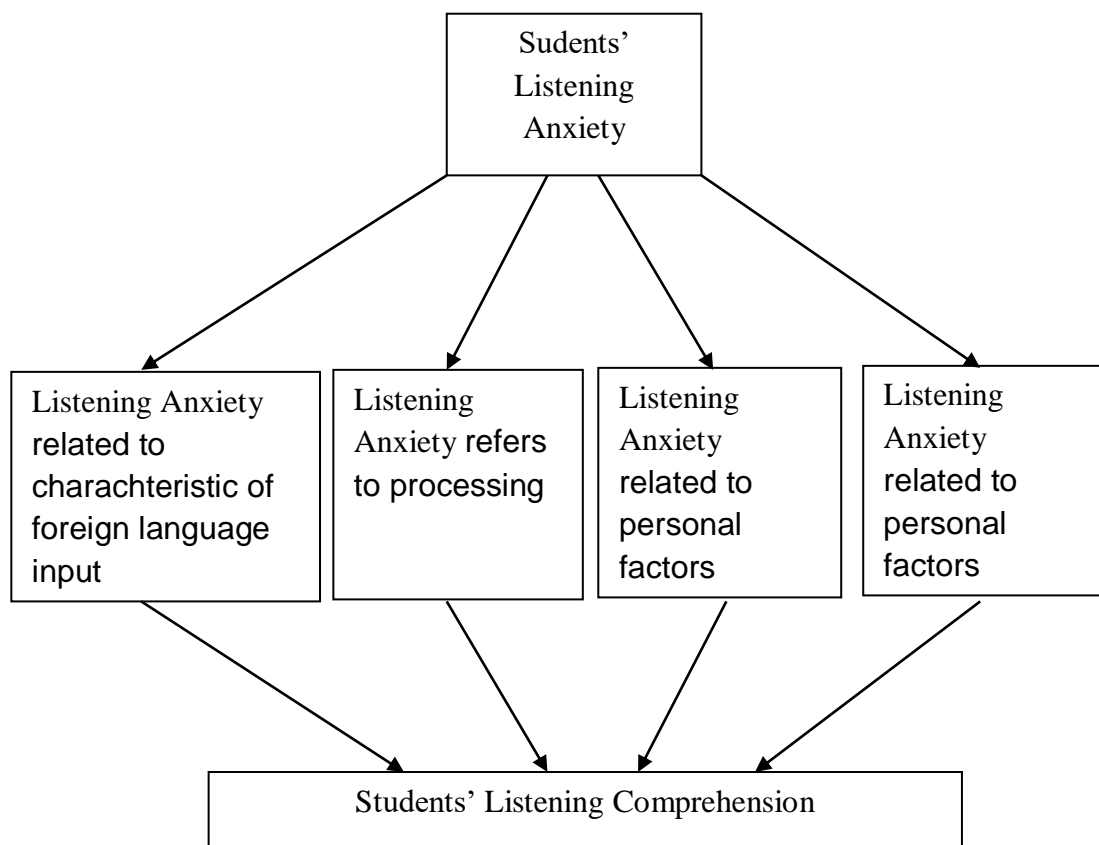 Sudents’
Listening
Anxiety
Listening Anxiety
related to
charachteristic of
foreign language
input
Listening
Anxiety refers
to processing
Listening
Anxiety
related to
personal
factors
Listening
Anxiety
related to
personal
factors
Students’ Listening Comprehension